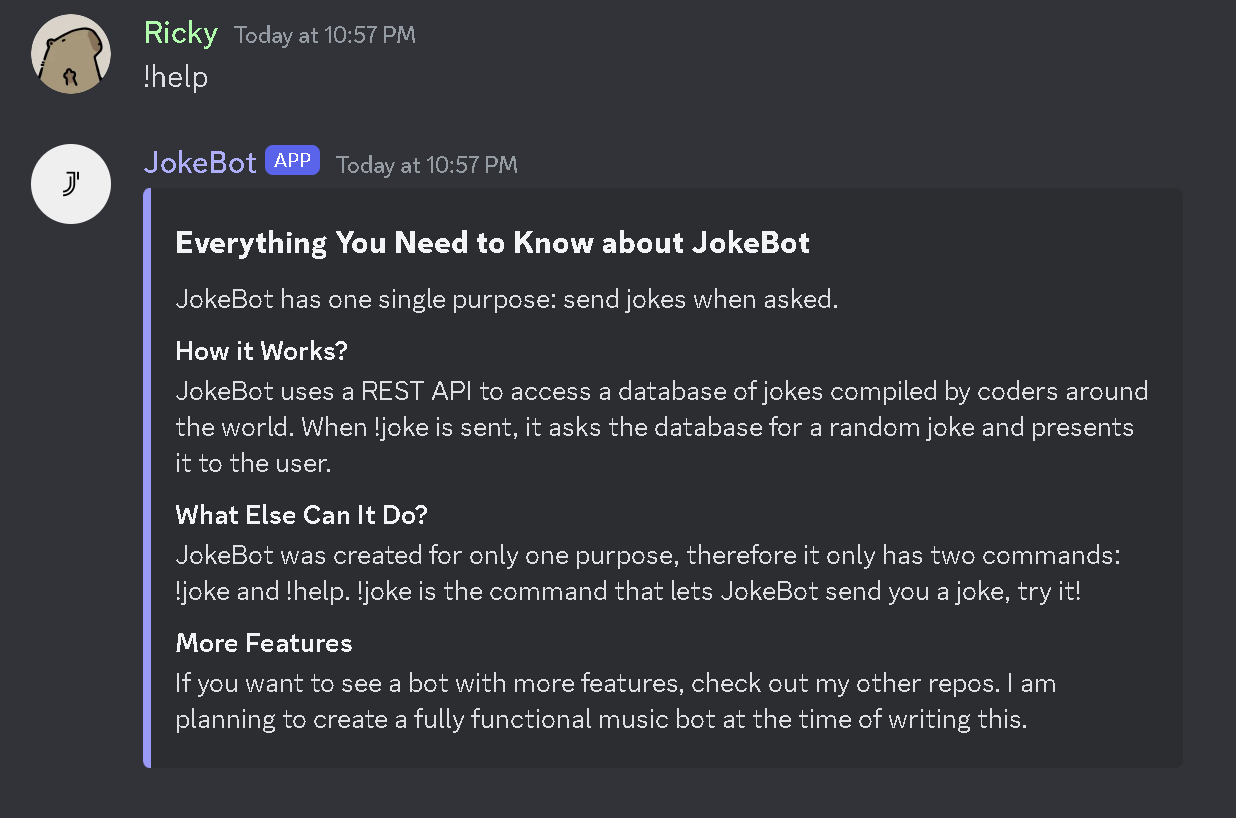 Ricky Today at 10:57 PM
!help
JokeBot APP Today at 10:57 PM
Everything You Need to Know about JokeBot
JokeBot has one single purpose: send jokes when asked.
How it Works?
JokeBot uses a REST API to access a database of jokes compiled by coders around
the world. When !joke is sent, it asks the database for a random joke and presents
it to the user.
What Else Can It Do?
JokeBot was created for only one purpose, therefore it only has two commands:
!joke and !help. !joke is the command that lets JokeBot send you a joke, try it!
More Features
If you want to see a bot with more features, check out my other repos. I am
planning to create a fully functional music bot at the time of writing this.